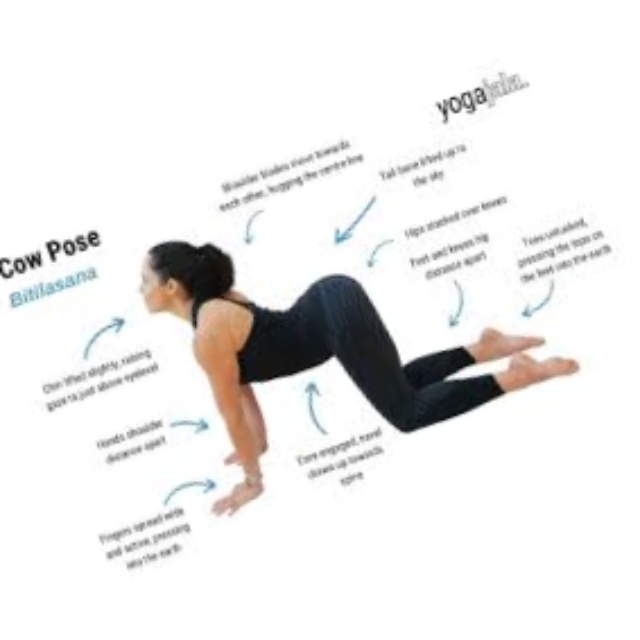 yogajala.
Shoulder blades move towards
each other, hugging the centre line
Tail bone lifted up to
the sky
Cow Pose
Bitilasana
Hips stacked over knees
Feet and knees hip
distance apart
Toes untucked,
pressing the tops of
the feet into the earth
Chin lifted slightly, raising
gaze to just above eyelevel
Hands shoulder
distance apart
Core engaged, navel
draws up towards
spine
Fingers spread wide
and active, pressing
into the earth